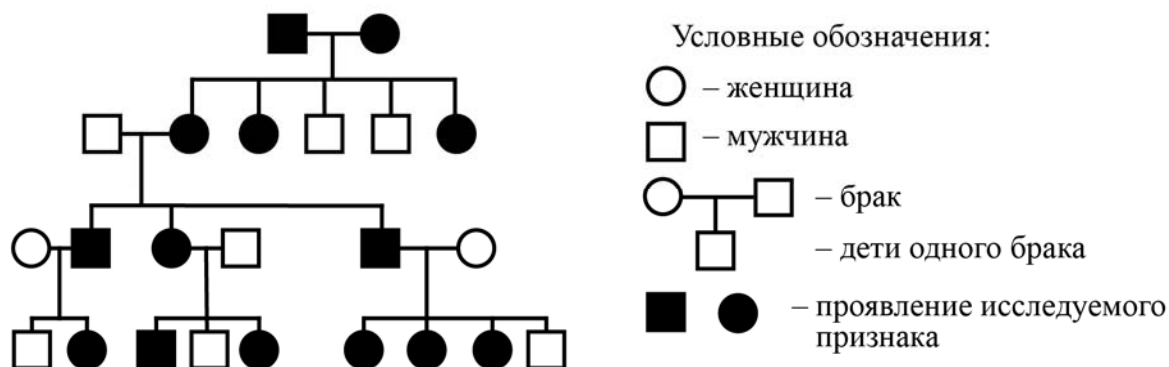 Условные обозначения:
– женщина
– мужчина
– брак
– дети одного брака
– проявление исследуемого
признака